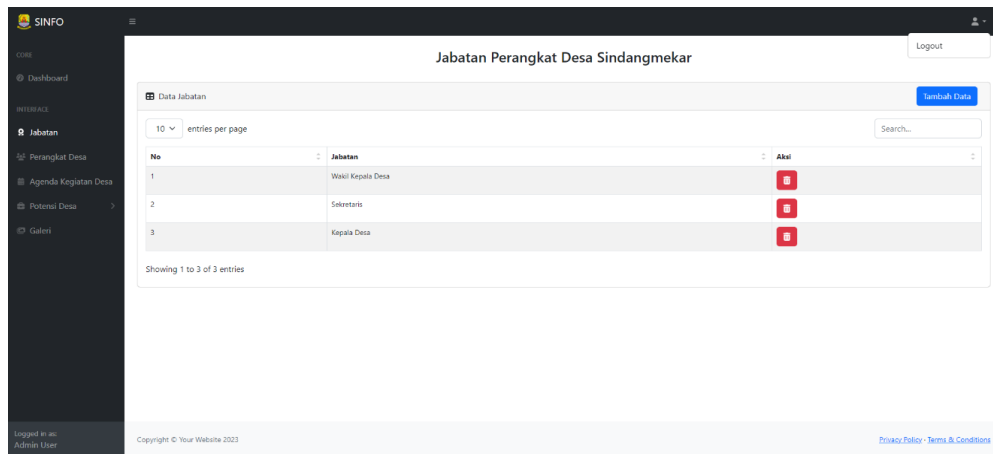 SINFO
Logout
CORE
Dashboard
INTERFACE
Jabatan
Perangkat Desa
Agenda Kegiatan Desa
Potensi Desa
Galeri
Logged in as:
Admin User
Jabatan Perangkat Desa Sindangmekar
Data Jabatan
Tambah Data
10 entries per page
Search...
No Jabatan Aksi
1 Wakil Kepala Desa
2 Sekretaris
3 Kepala Desa
Showing 1 to 3 of 3 entries
Copyright © Your Website 2023
Privacy Policy · Terms & Conditions